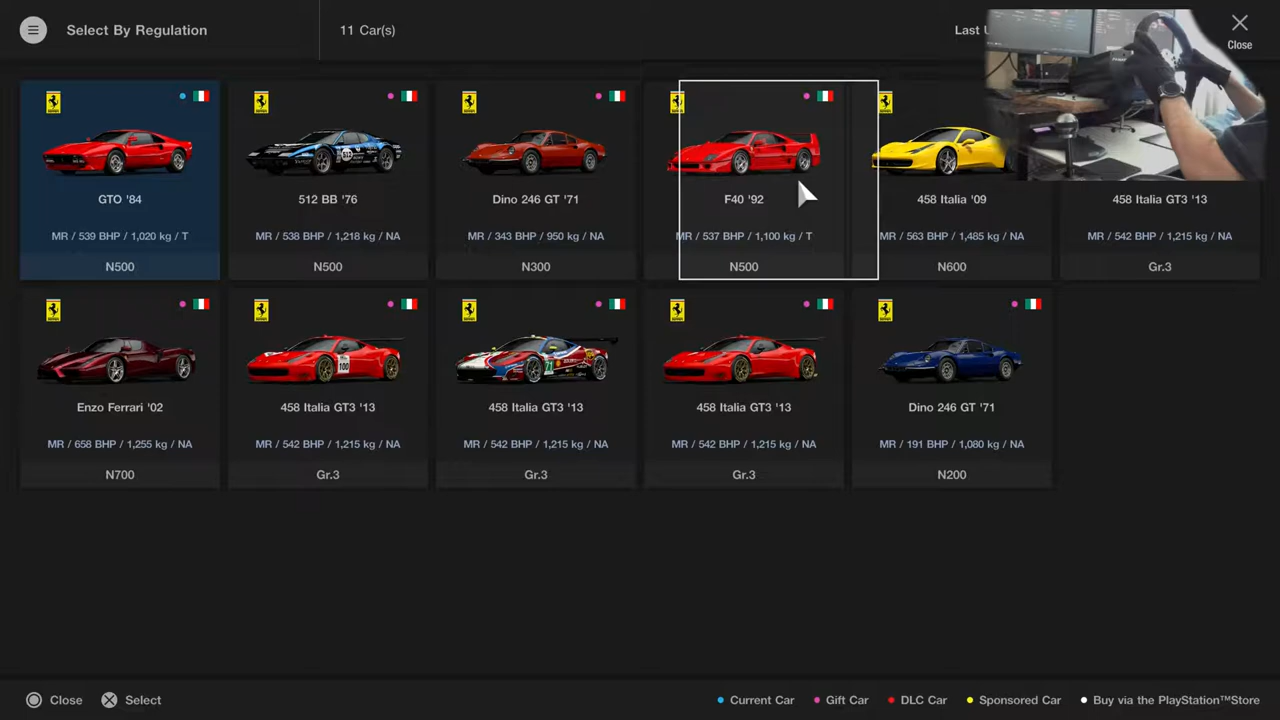 Select By Regulation
11 Car(s)
Last U
Close
GTO '84
MR / 539 BHP / 1,020 kg / T
N500
512 BB '76
MR / 538 BHP / 1,218 kg / NA
N500
Dino 246 GT '71
MR / 343 BHP / 950 kg / NA
N300
F40 '92
MR / 537 BHP / 1,100 kg / T
N500
458 Italia '09
MR / 563 BHP / 1,485 kg / NA
N600
458 Italia GT3 '13
MR / 542 BHP / 1,215 kg / NA
Gr.3
Enzo Ferrari '02
MR / 658 BHP / 1,255 kg / NA
N700
458 Italia GT3 '13
MR / 542 BHP / 1,215 kg / NA
Gr.3
458 Italia GT3 '13
MR / 542 BHP / 1,215 kg / NA
Gr.3
458 Italia GT3 '13
MR / 542 BHP / 1,215 kg / NA
Gr.3
Dino 246 GT '71
MR / 191 BHP / 1,080 kg / NA
N200
Close Select Current Car Gift Car DLC Car Sponsored Car Buy via the PlayStation™Store